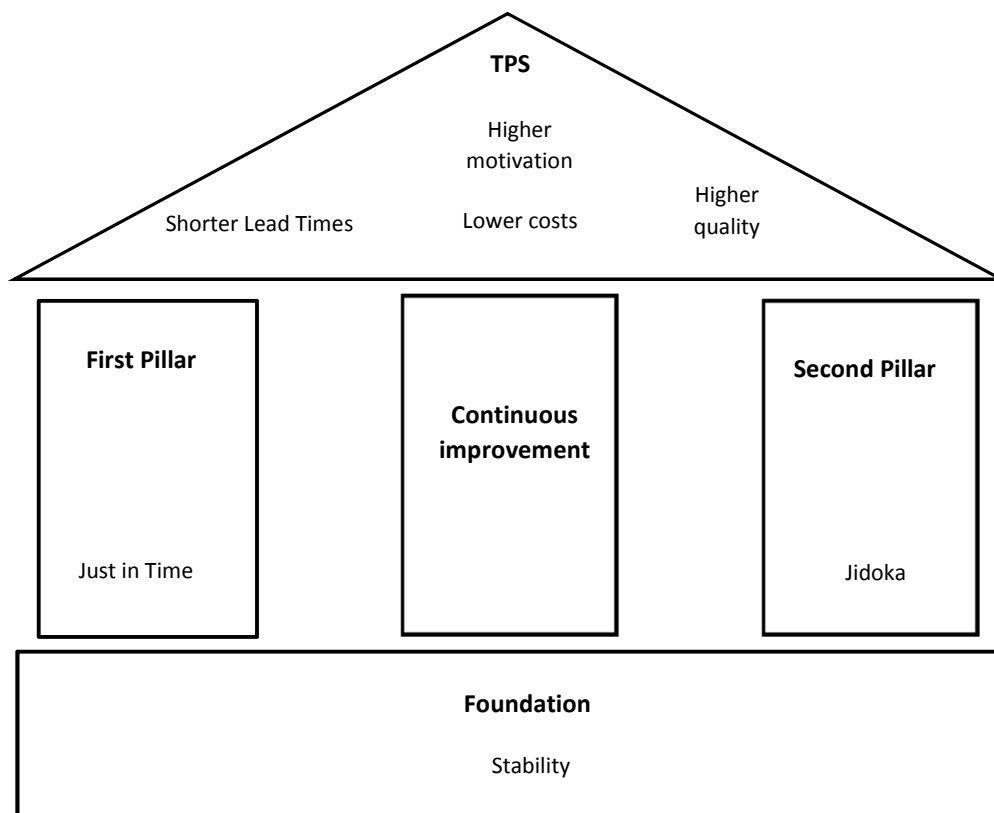 TPS
Higher
motivation
Shorter Lead Times
Lower costs
Higher
quality
First Pillar
Just in Time
Continuous
improvement
Second Pillar
Jidoka
Foundation
Stability